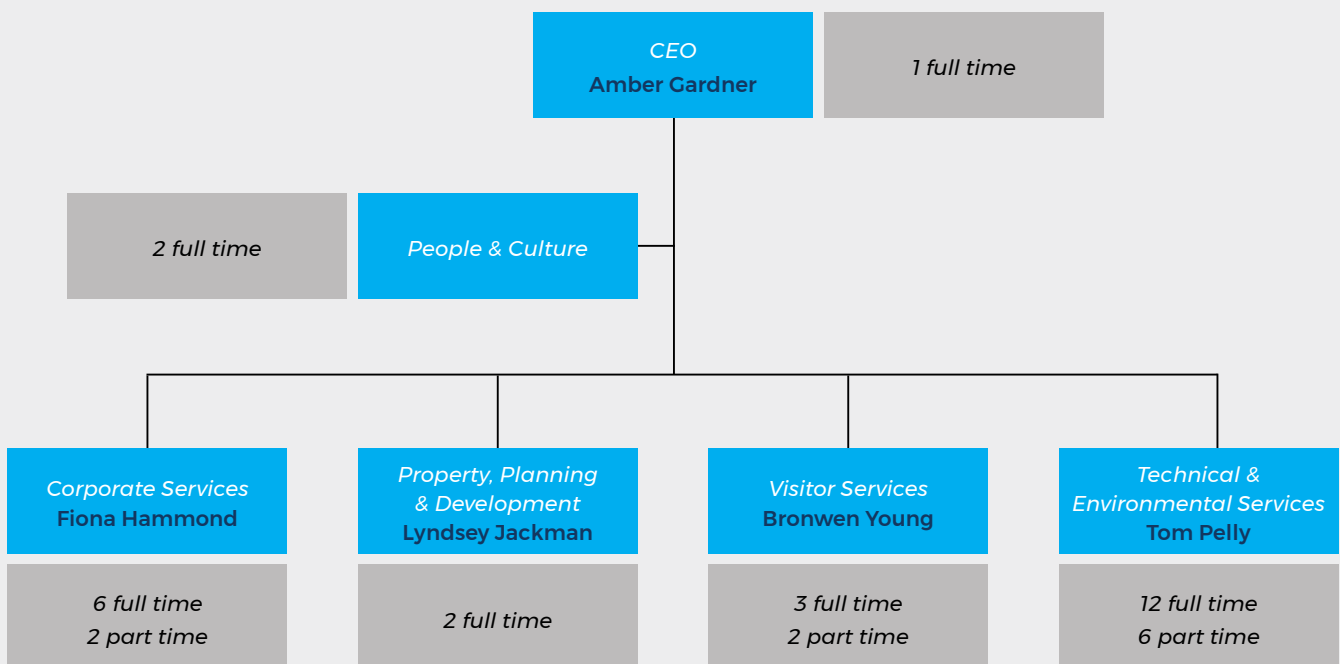 CEO
Amber Gardner
1 full time
2 full time
People & Culture
Corporate Services
Fiona Hammond
Property, Planning
& Development
Lyndsey Jackman
Visitor Services
Bronwen Young
Technical &
Environmental Services
Tom Pelly
6 full time
2 part time
2 full time
3 full time
2 part time
12 full time
6 part time